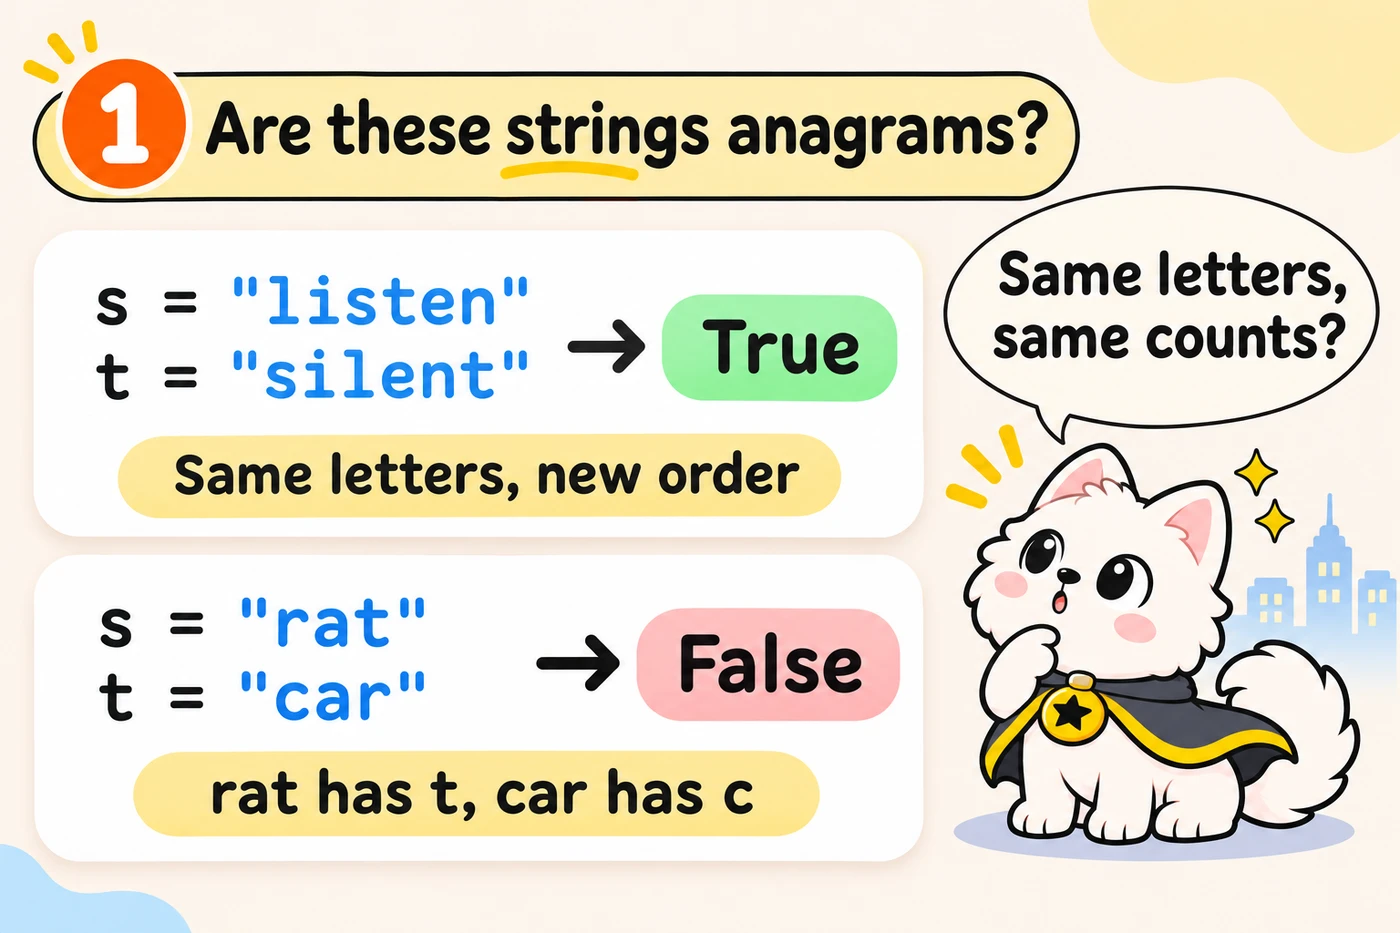 1 Are these strings anagrams?
s = "listen"
t = "silent"
→ True
Same letters, new order
s = "rat"
t = "car"
→ False
rat has t, car has c
Same letters,
same counts?